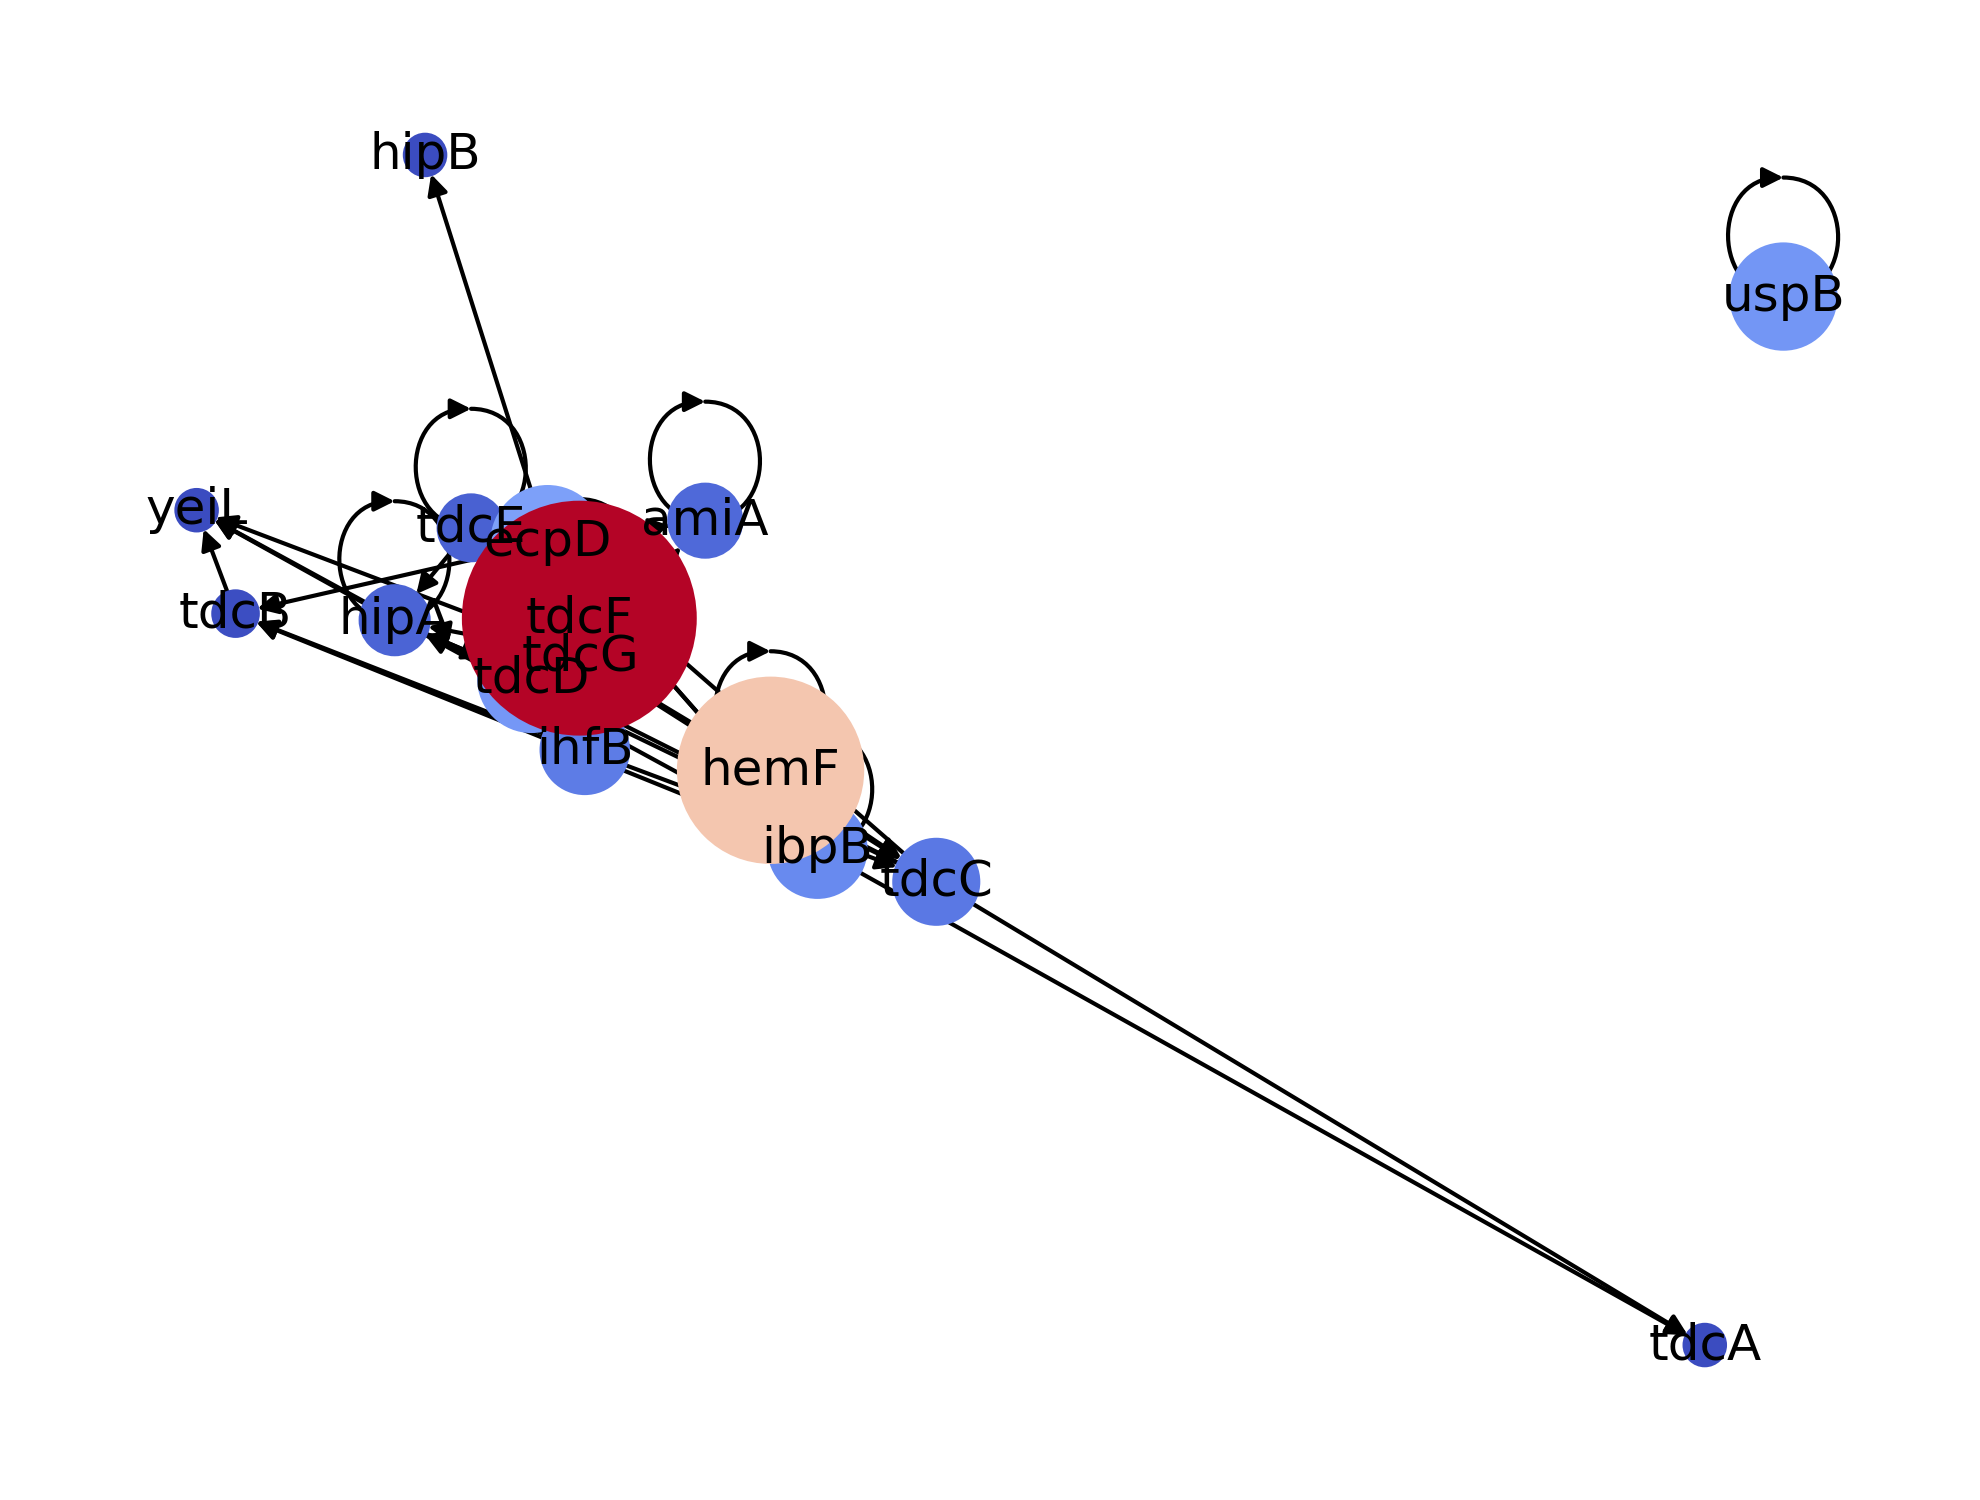 hipB
uspB
yeiL
tdcE
ecpD
amiA
tdcB
hipA
tdcF
tdcG
tdcD
ihfB
hemF
ibpB
tdcC
tdcA